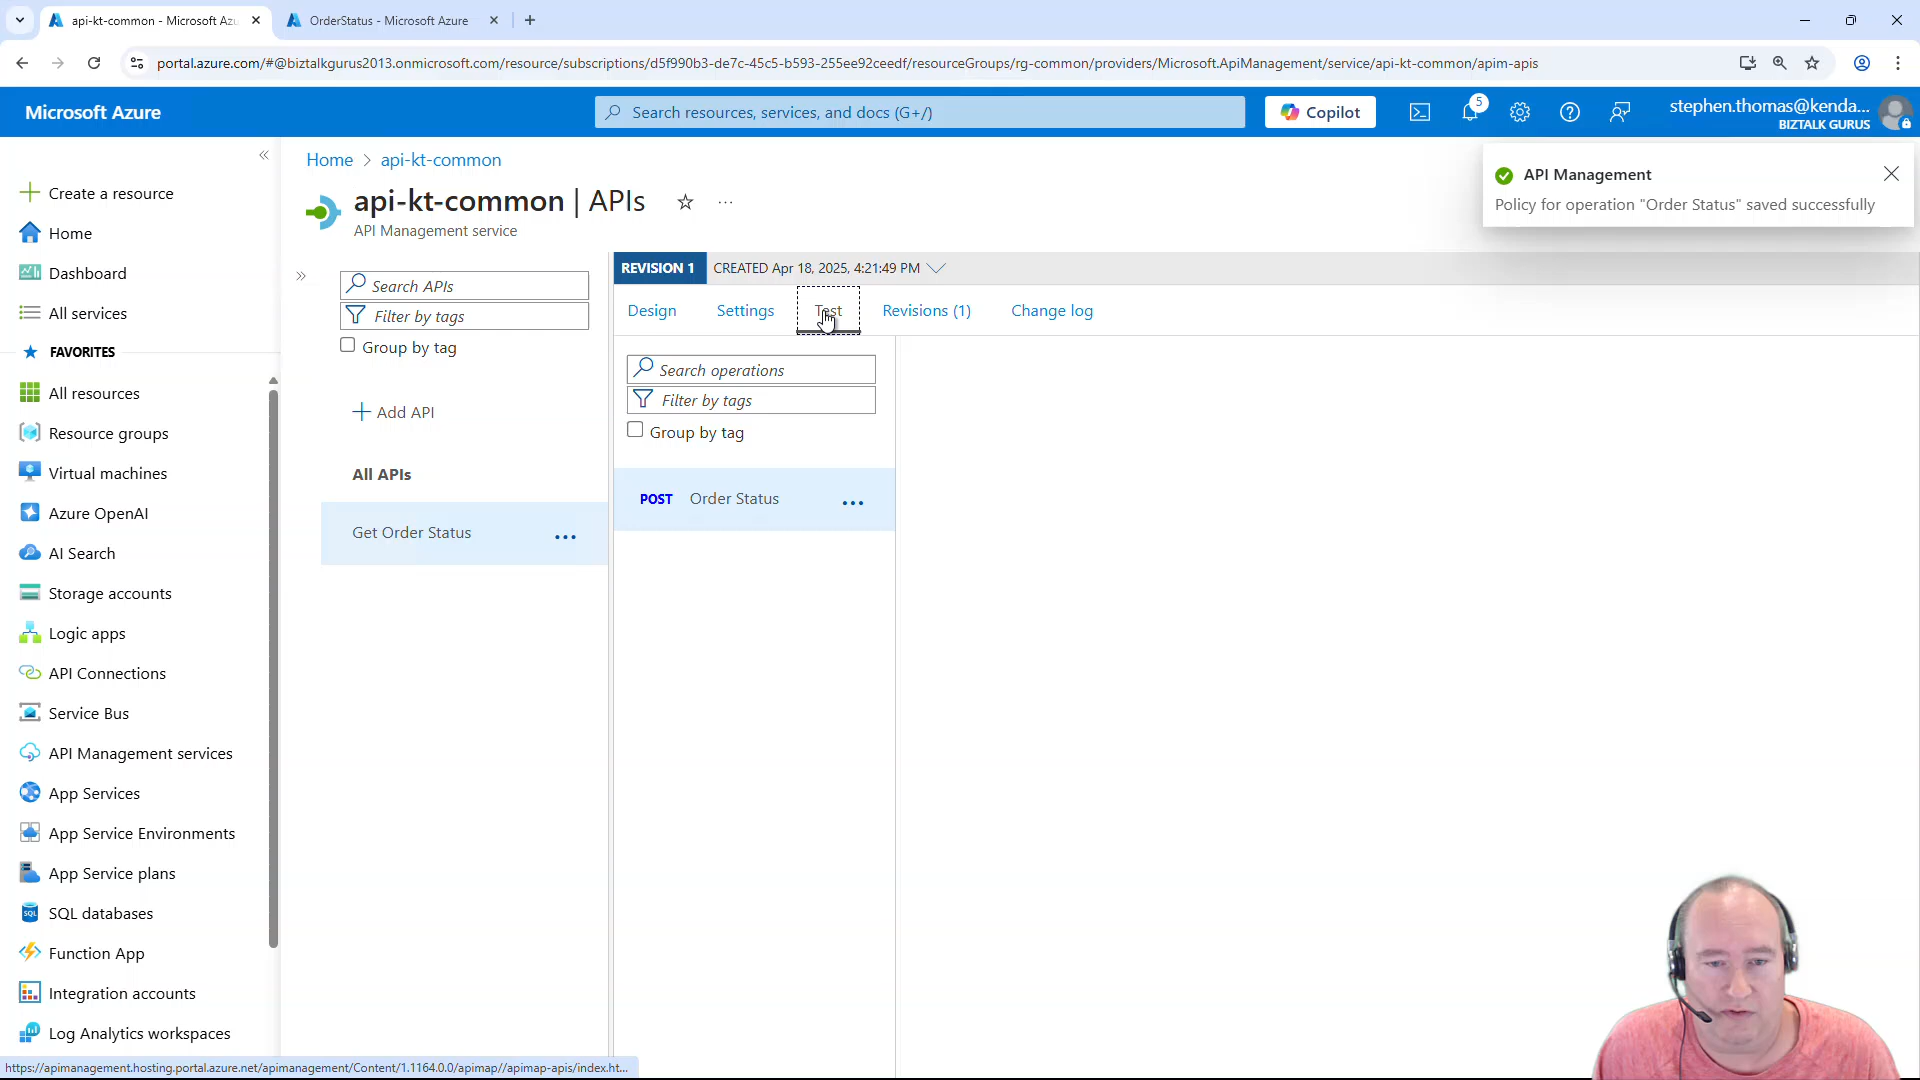 api-kt-common - Microsoft Az
OrderStatus - Microsoft Azure
portal.azure.com/#@biztalkgurus2013.onmicrosoft.com/resource/subscriptions/d5f990b3-de7c-45c5-b593-255ee92ceedf/resourceGroups/rg-common/providers/Microsoft.ApiManagement/service/api-kt-common/apim-apis
Microsoft Azure
Search resources, services, and docs (G+/)
Copilot
5
stephen.thomas@kenda...
BIZTALK GURUS
Create a resource
Home
Dashboard
All services
FAVORITES
All resources
Resource groups
Virtual machines
Azure OpenAI
AI Search
Storage accounts
Logic apps
API Connections
Service Bus
API Management services
App Services
App Service Environments
App Service plans
SQL databases
Function App
Integration accounts
Log Analytics workspaces
Home > api-kt-common
api-kt-common | APIs
API Management service
Search APIs
Filter by tags
Group by tag
Add API
All APIs
Get Order Status
REVISION 1
CREATED Apr 18, 2025, 4:21:49 PM
Design
Settings
Test
Revisions (1)
Change log
Search operations
Filter by tags
Group by tag
POST Order Status
API Management
Policy for operation "Order Status" saved successfully
https://apimanagement.hosting.portal.azure.net/apimanagement/Content/1.1164.0.0/apimap//apimap-apis/index.ht...